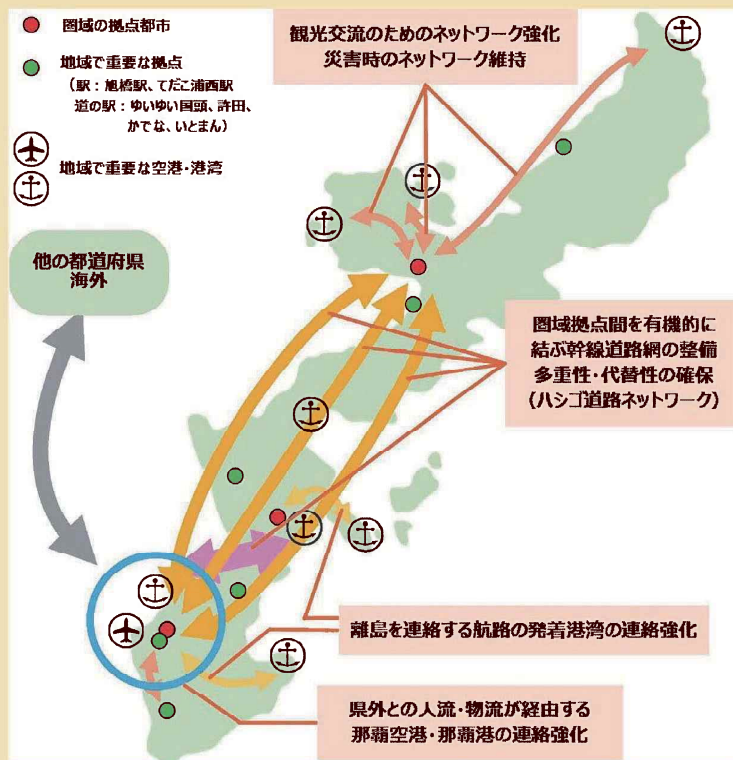 圏域の拠点都市
地域で重要な拠点
(駅:旭橋駅、てだこ浦西駅
道の駅:ゆいゆい国頭、許田、
かでな、いとまん)
地域で重要な空港・港湾
観光交流のためのネットワーク強化
災害時のネットワーク維持
他の都道府県
海外
圏域拠点間を有機的に
結ぶ幹線道路網の整備
多重性・代替性の確保
(ハシゴ道路ネットワーク)
離島を連絡する航路の発着港湾の連絡強化
県外との人流・物流が経由する
那覇空港・那覇港の連絡強化